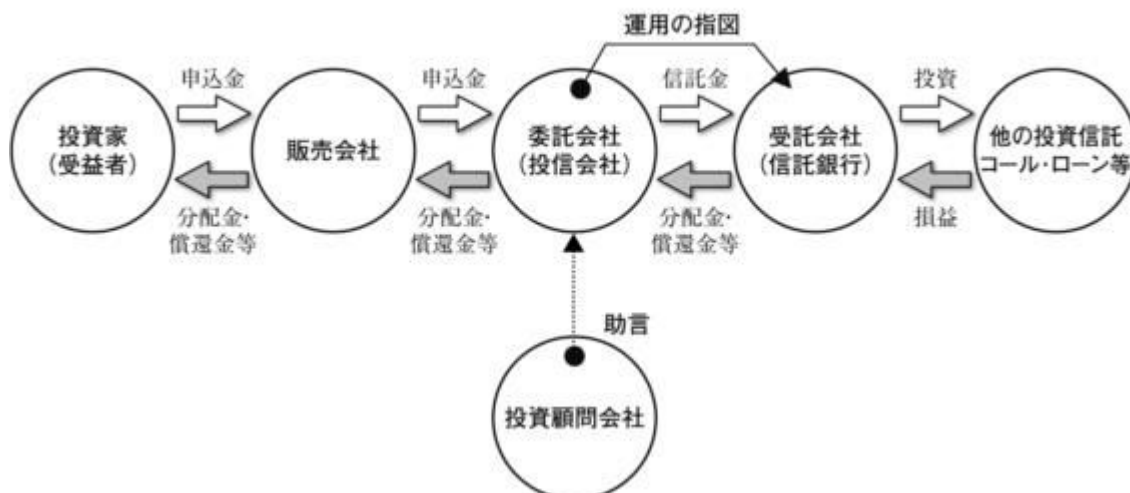 運用の指図
申込金
申込金
信託金
投資
投資家
(受益者)
販売会社
委託会社
(投信会社)
受託会社
(信託銀行)
他の投資信託
コール・ローン等
分配金・
償還金等
分配金・
償還金等
分配金・
償還金等
損益
助言
投資顧問会社